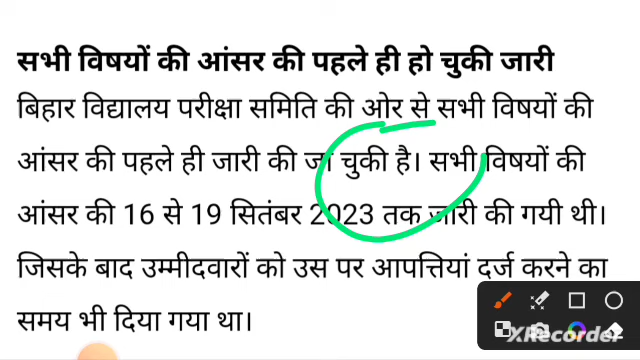 सभी विषयों की आंसर की पहले ही हो चुकी जारी
बिहार विद्यालय परीक्षा समिति की ओर से सभी विषयों की
आंसर की पहले ही जारी की जा चुकी है। सभी विषयों की
आंसर की 16 से 19 सितंबर 2023 तक जारी की गयी थी।
जिसके बाद उम्मीदवारों को उस पर आपत्तियां दर्ज करने का
समय भी दिया गया था।
XRecorder